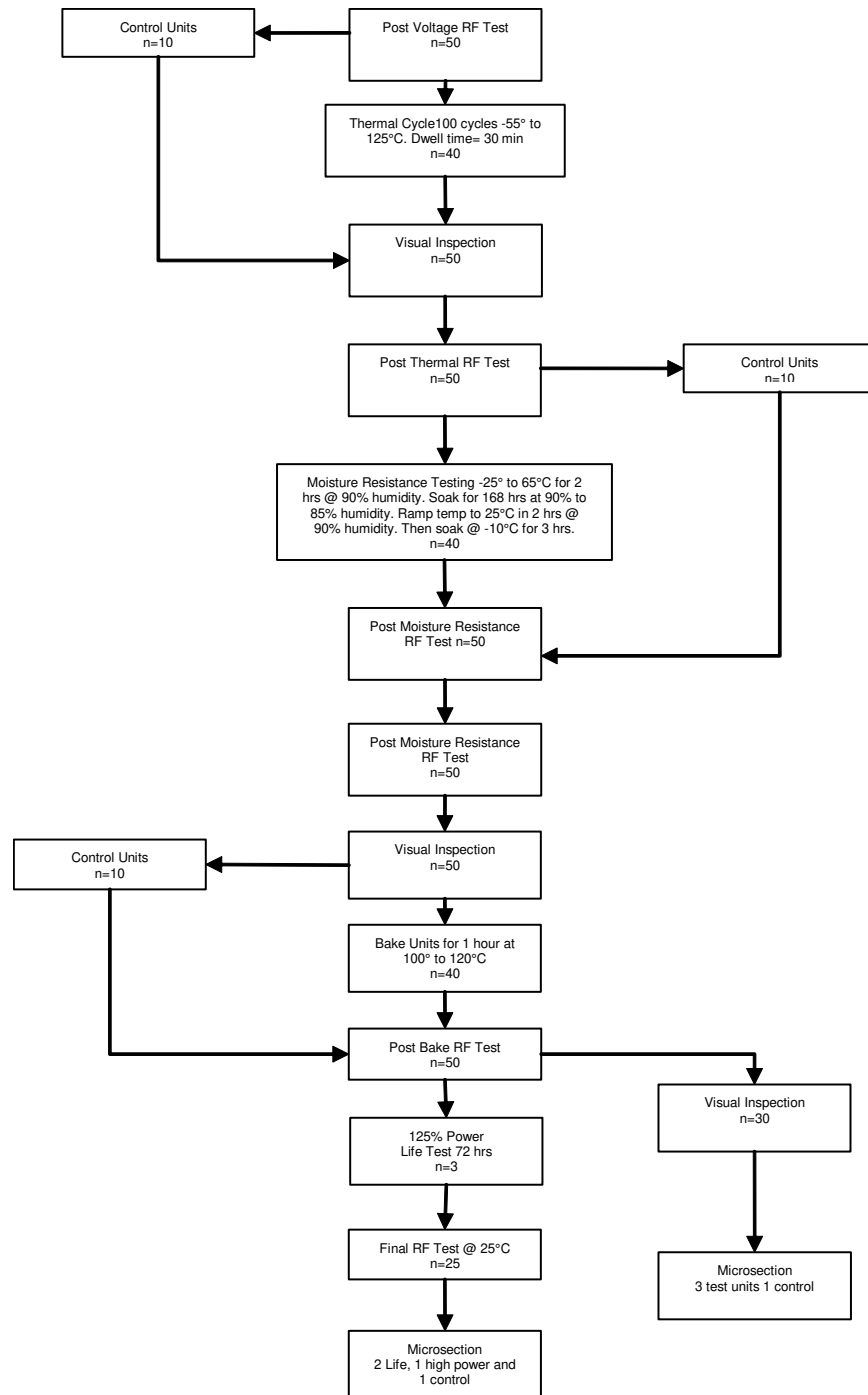 Control Units
n=10
Post Voltage RF Test
n=50
Thermal Cycle100 cycles -55° to
125°C. Dwell time= 30 min
n=40
Visual Inspection
n=50
Post Thermal RF Test
n=50
Control Units
n=10
Moisture Resistance Testing -25° to 65°C for 2
hrs @ 90% humidity. Soak for 168 hrs at 90% to
85% humidity. Ramp temp to 25°C in 2 hrs @
90% humidity. Then soak @ -10°C for 3 hrs.
n=40
Post Moisture Resistance
RF Test n=50
Post Moisture Resistance
RF Test
n=50
Visual Inspection
n=50
Control Units
n=10
Bake Units for 1 hour at
100° to 120°C
n=40
Post Bake RF Test
n=50
Visual Inspection
n=30
125% Power
Life Test 72 hrs
n=3
Final RF Test @ 25°C
n=25
Microsection
3 test units 1 control
Microsection
2 Life, 1 high power and
1 control